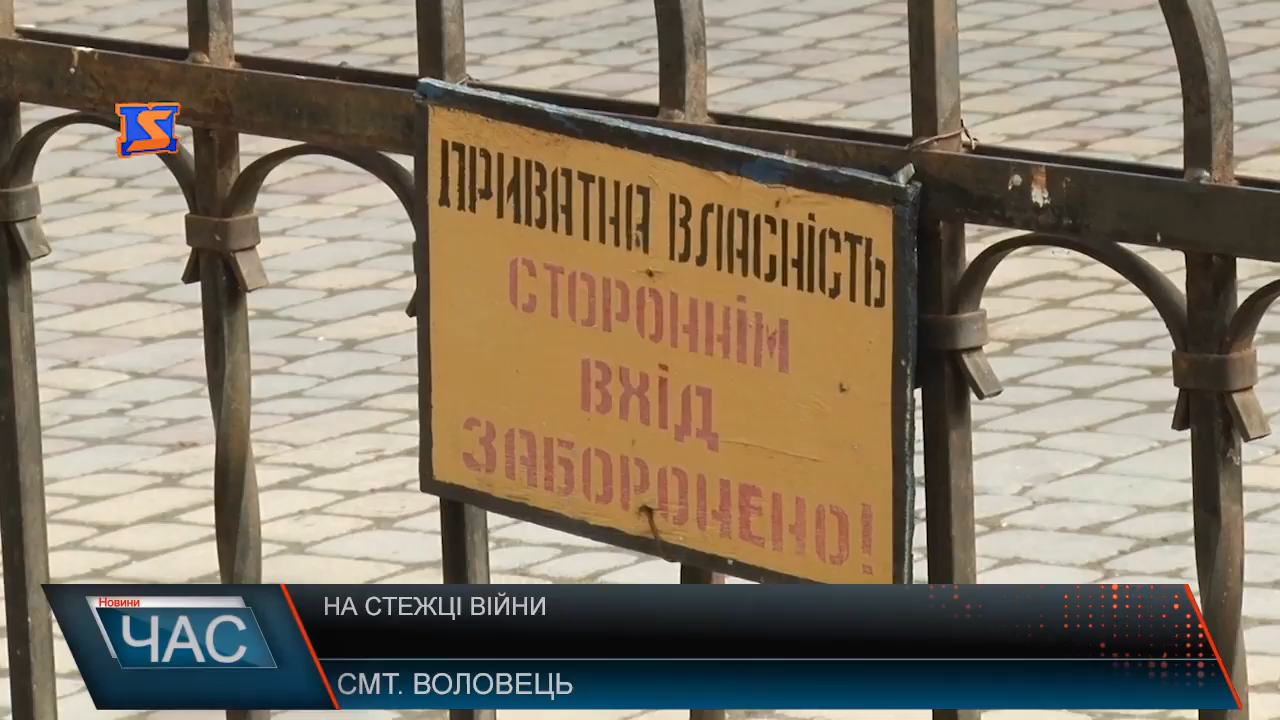 ПРИВАТНА ВЛАСНІСТЬ
СТОРОННІМ
ВХІД
ЗАБОРОНЕНО!
Новини
ЧАС
НА СТЕЖЦІ ВІЙНИ
СМТ. ВОЛОВЕЦЬ